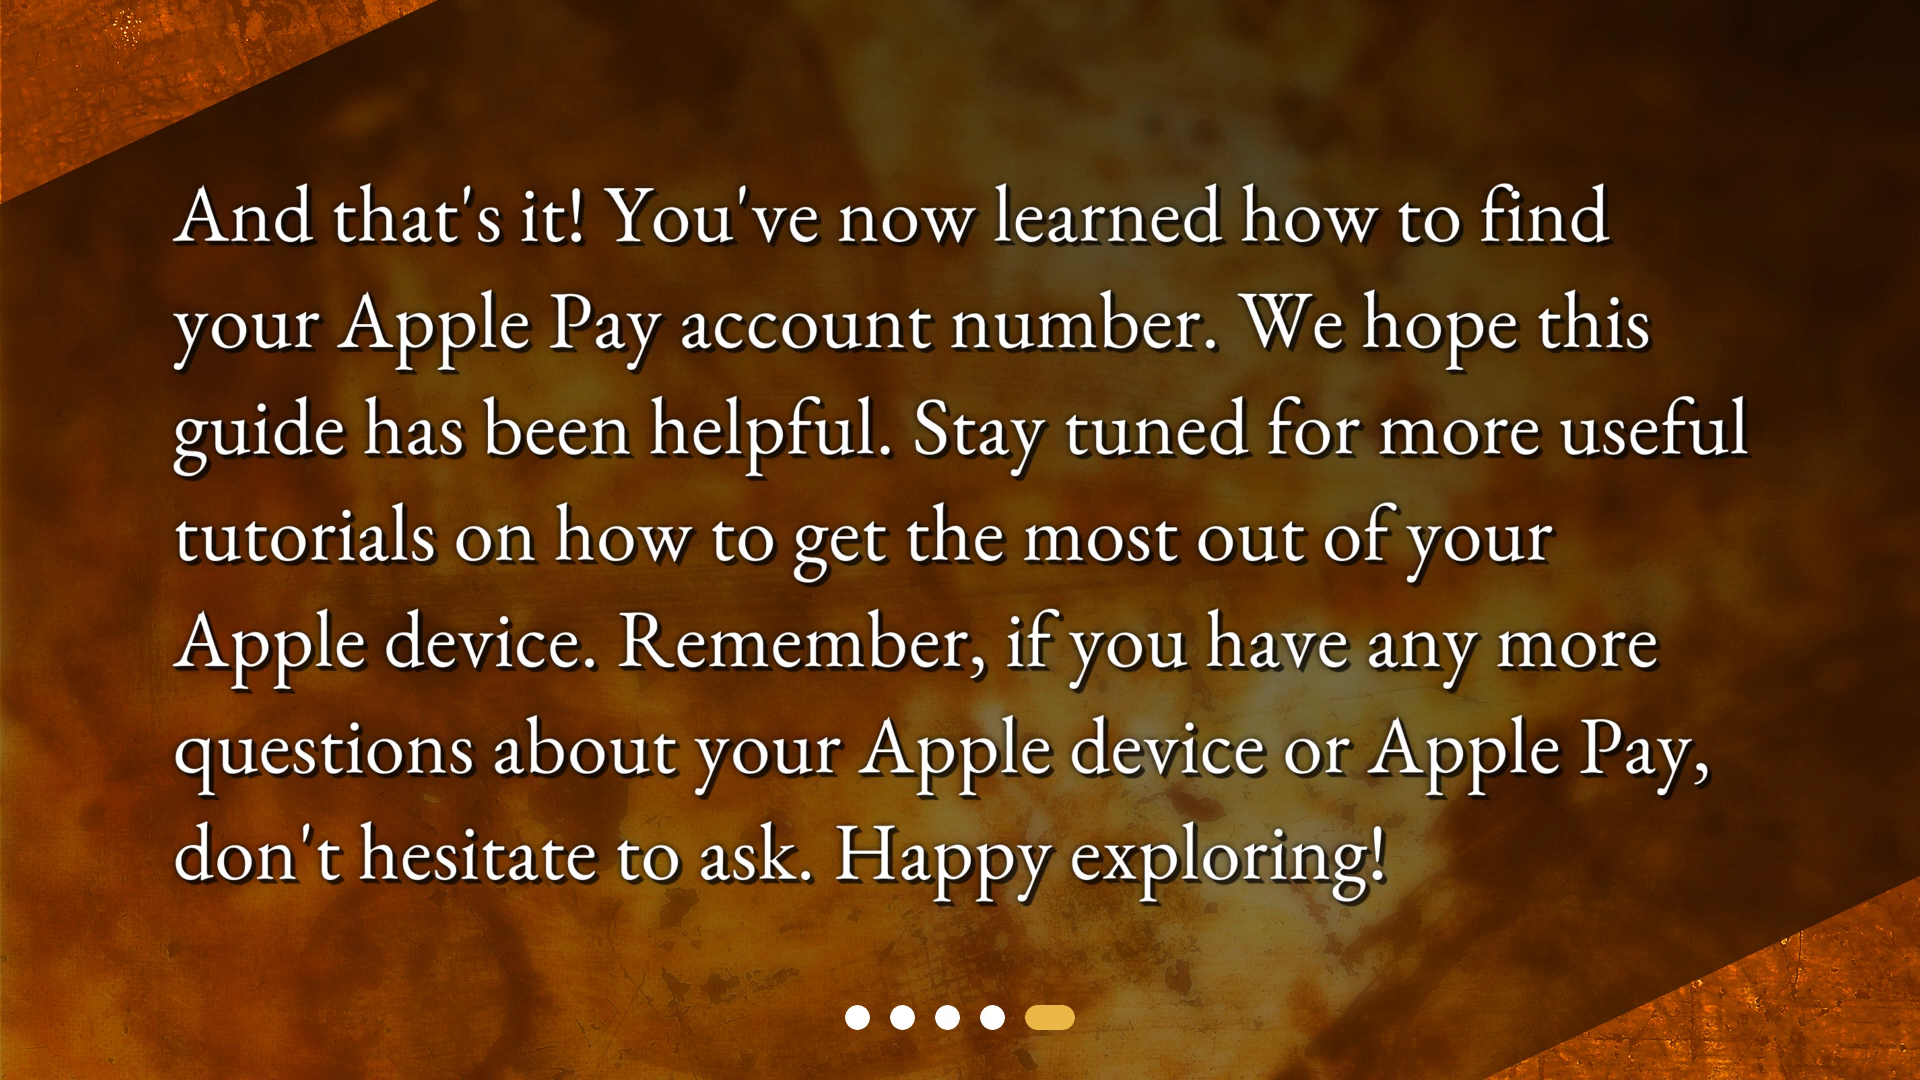 And that's it! You've now learned how to find
your Apple Pay account number. We hope this
guide has been helpful. Stay tuned for more useful
tutorials on how to get the most out of your
Apple device. Remember, if you have any more
questions about your Apple device or Apple Pay,
don't hesitate to ask. Happy exploring!